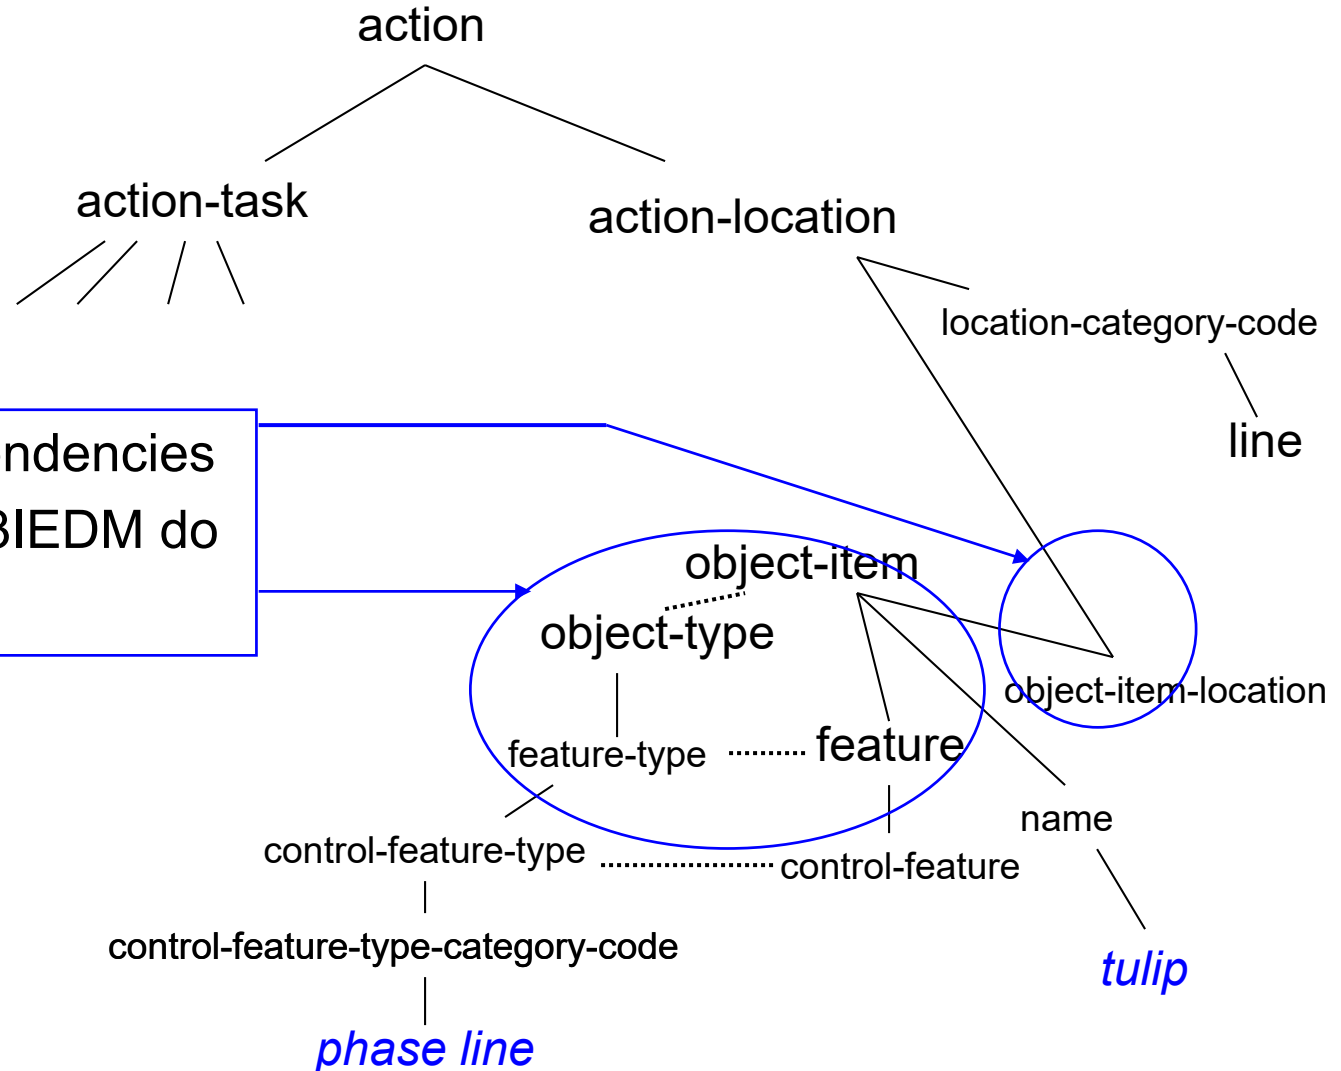 action
action-task
action-location
location-category-code
line
ndencies
BIEDM do
object-item
object-type
object-item-location
feature-type
feature
name
control-feature-type
control-feature
control-feature-type-category-code
tulip
phase line